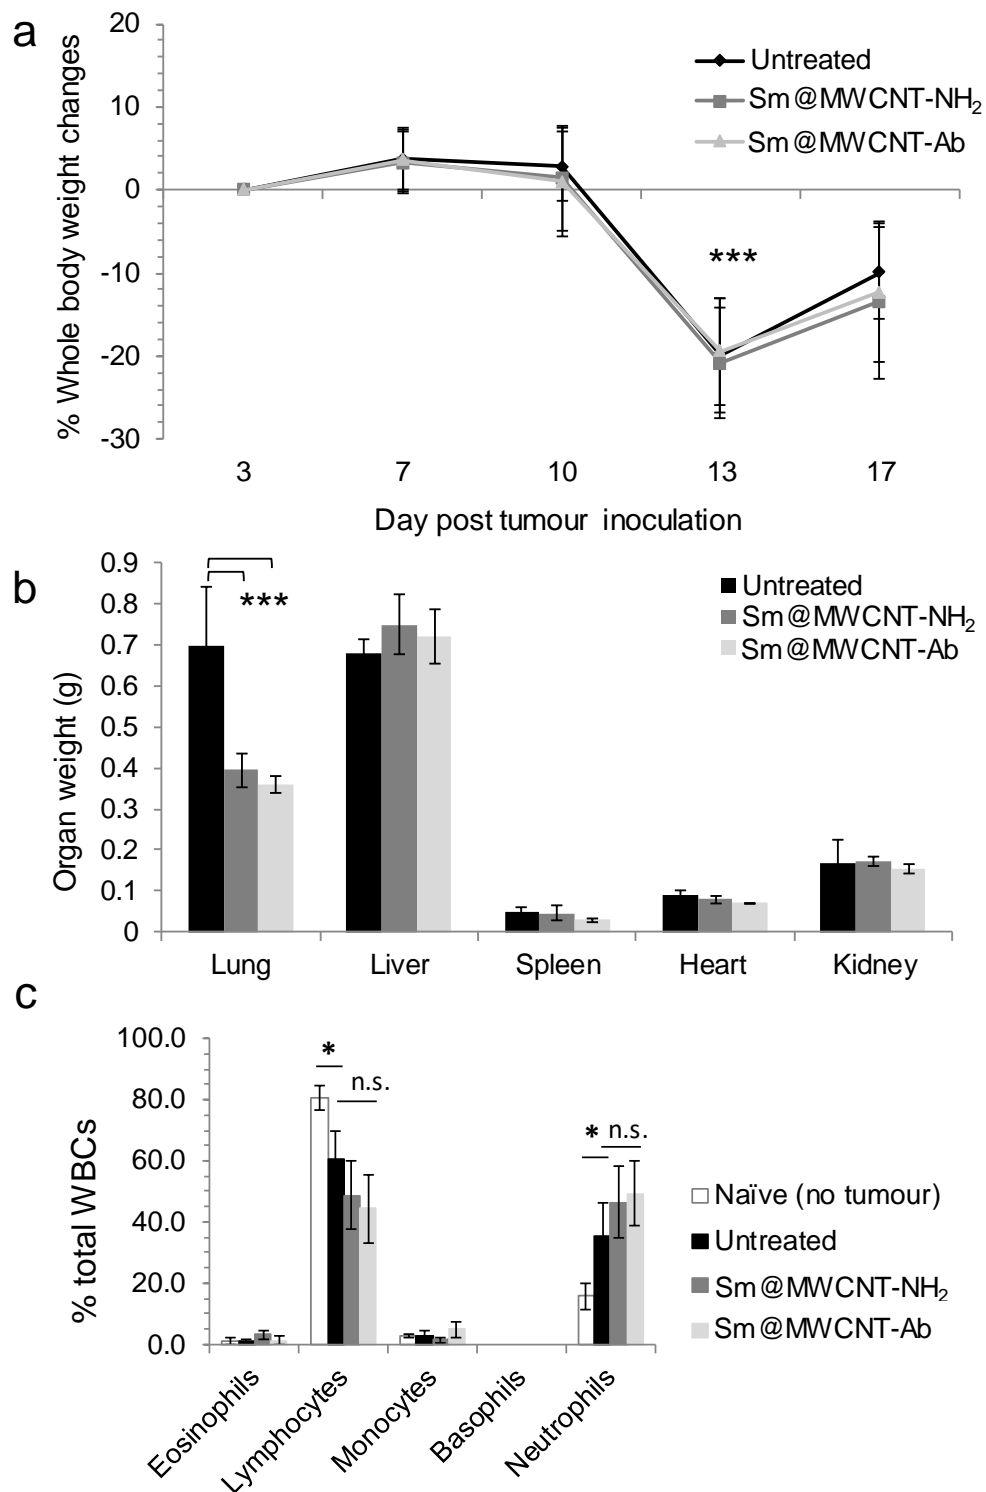 a
% Whole body weight changes
20
10
0
-10
-20
-30
Untreated
Sm@MWCNT-NH2
Sm@MWCNT-Ab
***
3 7 10 13 17
Day post tumour inoculation
b
Organ weight (g)
0.9
0.8
0.7
0.6
0.5
0.4
0.3
0.2
0.1
0
***
Untreated
Sm@MWCNT-NH2
Sm@MWCNT-Ab
Lung Liver Spleen Heart Kidney
c
% total WBCs
100.0
80.0
60.0
40.0
20.0
0.0
*
n.s.
* n.s.
Naïve (no tumour)
Untreated
Sm@MWCNT-NH2
Sm@MWCNT-Ab
Eosinophils Lymphocytes Monocytes Basophils Neutrophils